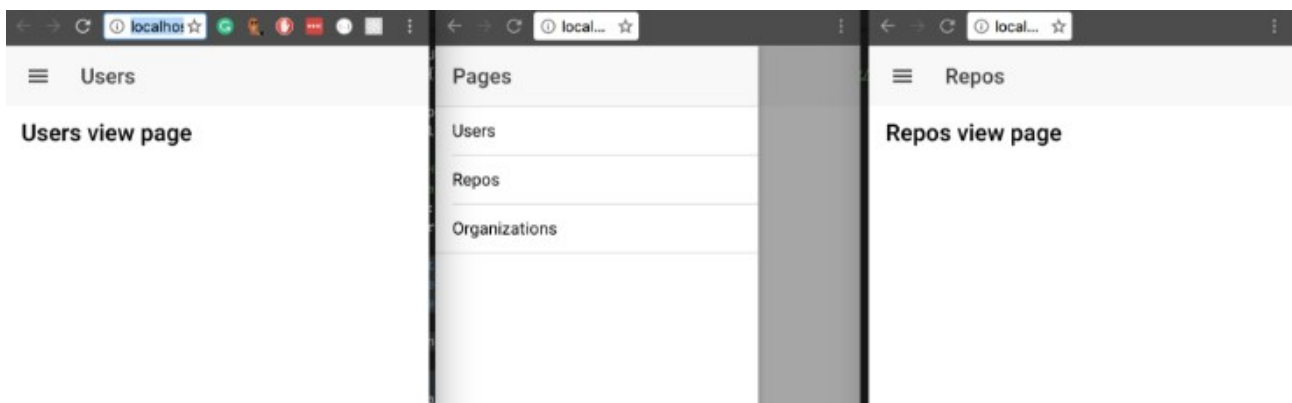 localhos
Users
Users view page
local...
Pages
Users
Repos
Organizations
local...
Repos
Repos view page